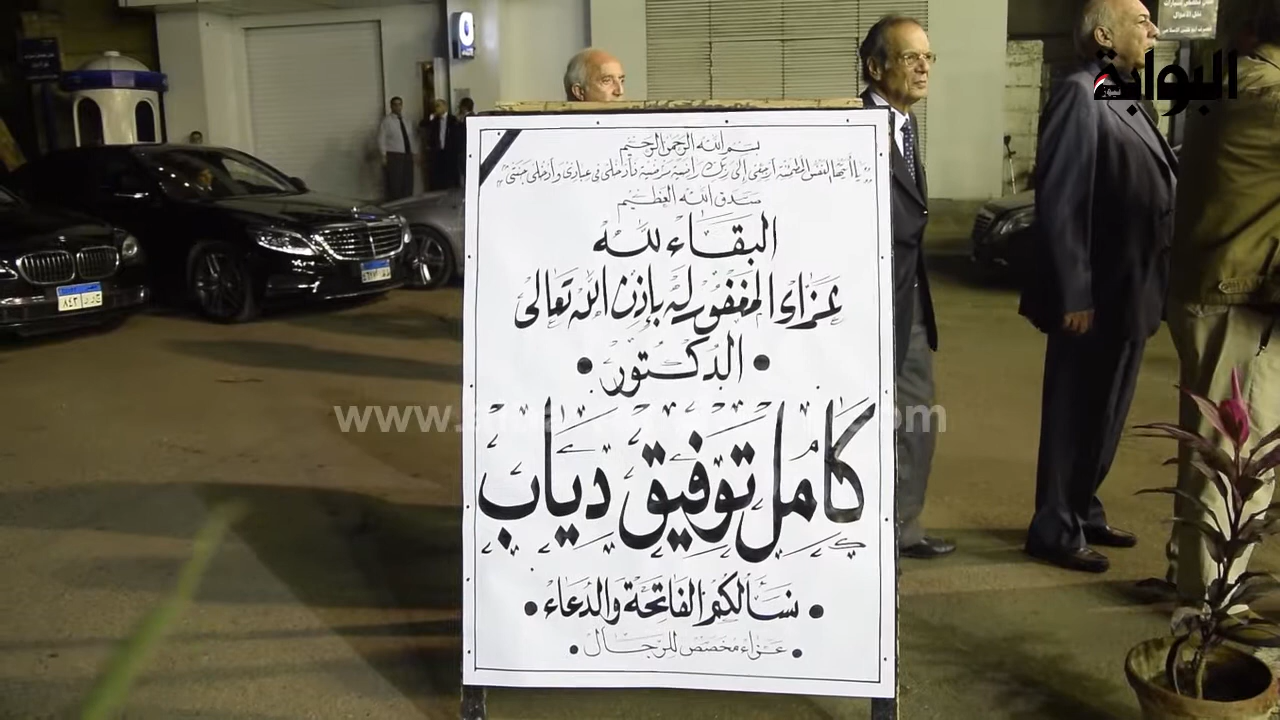 البوابة
نيوز
بسم الله الرحمن الرحيم
"يا أيتها النفس المطمئنة ارجعي إلى ربك راضية مرضية فادخلي في عبادي وادخلي جنتي"
صدق الله العظيم
البقاء لله
عزاء المغفور له بإذن الله تعالى
• الدكتور •
كامل توفيق دياب
• نسألكم الفاتحة والدعاء •
• عزاء مخصص للرجال •